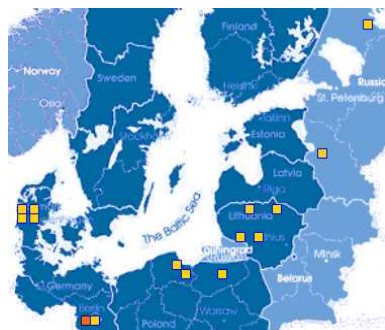 Finland
Norway
Sweden
Russia
St. Petersburg
Oslo
Helsinki
Tallinn
Stockholm
Estonia
Latvia
Riga
The Baltic Sea
Lithuania
Vilnius
Kaliningrad
Minsk
Belarus
Germany
Berlin
Warsaw
Poland